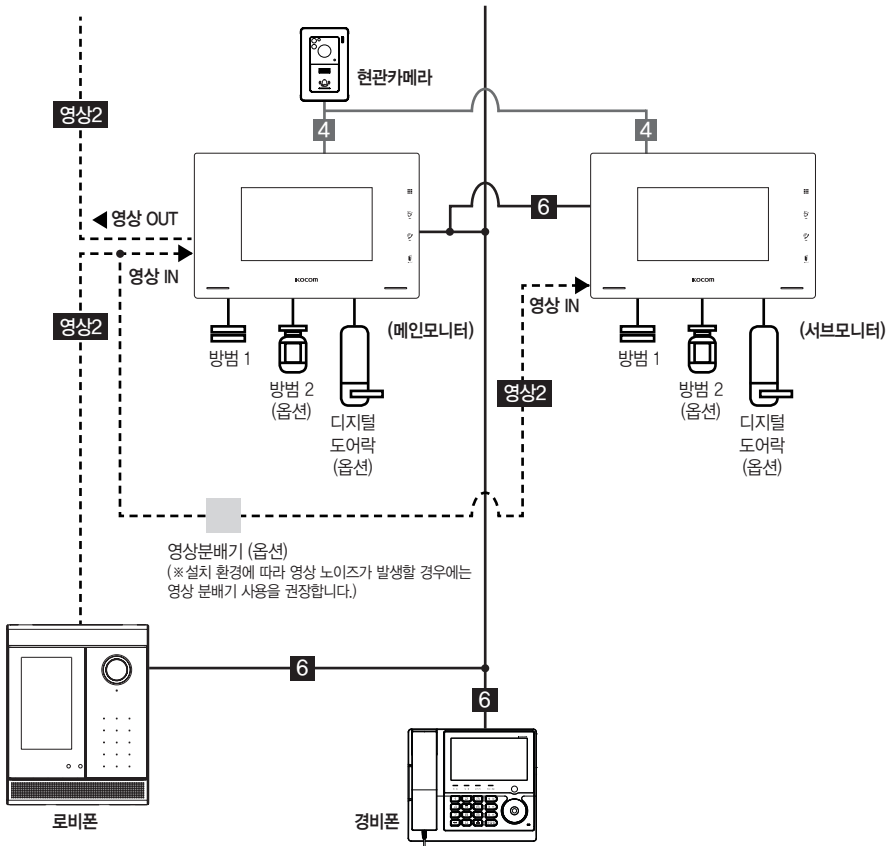 현관카메라
영상2
4
4
6
◀ 영상 OUT
영상 IN
KOCOM
KOCOM
영상2
(메인모니터)
영상 IN
(서브모니터)
방범 1
방범 2
(옵션)
디지털
도어락
(옵션)
영상2
방범 1
방범 2
(옵션)
디지털
도어락
(옵션)
영상분배기 (옵션)
(※설치 환경에 따라 영상 노이즈가 발생할 경우에는
영상 분배기 사용을 권장합니다.)
6
6
로비폰
경비폰